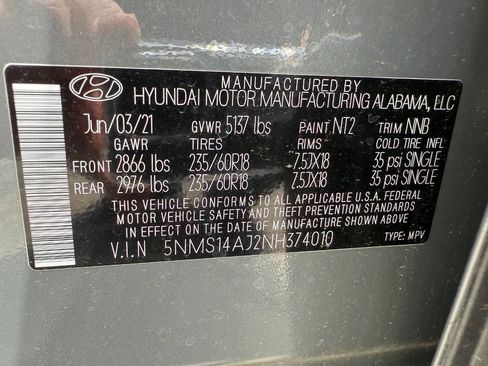 MANUFACTURED BY
HYUNDAI MOTOR MANUFACTURING ALABAMA, LLC
Jun/03/21 GVWR 5137 lbs PAINT NT2 TRIM NNB
GAWR TIRES RIMS COLD TIRE INFL
FRONT 2866 lbs 235/60R18 7.5JX18 35 psi SINGLE
REAR 2976 lbs 235/60R18 7.5JX18 35 psi SINGLE
THIS VEHICLE CONFORMS TO ALL APPLICABLE U.S.A. FEDERAL
MOTOR VEHICLE SAFETY AND THEFT PREVENTION STANDARDS
IN EFFECT ON THE DATE OF MANUFACTURE SHOWN ABOVE
V.I.N 5NMS14AJ2NH374010 TYPE: MPV